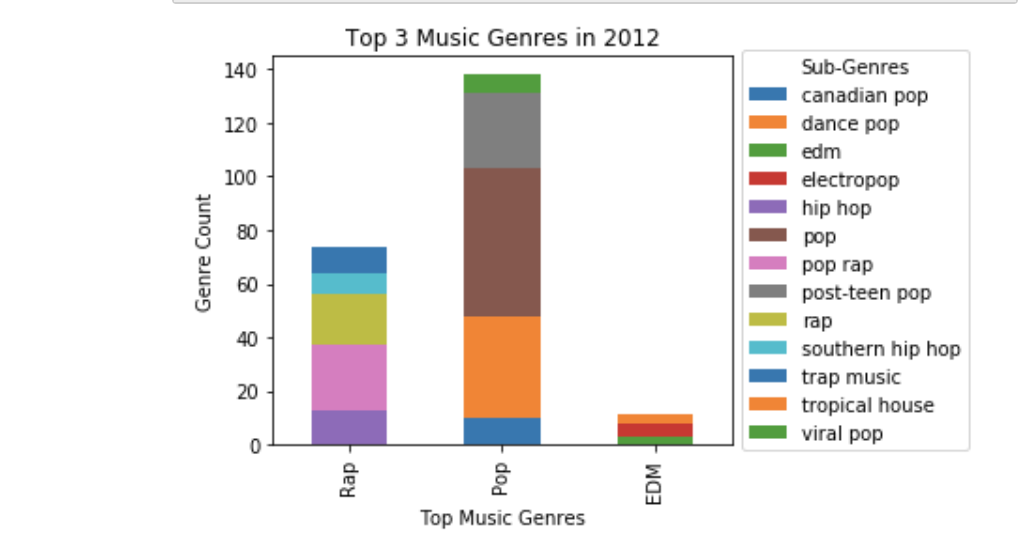 Top 3 Music Genres in 2012
140
120
100
80
60
40
20
0
Genre Count
Rap
Pop
EDM
Top Music Genres
Sub-Genres
canadian pop
dance pop
edm
electropop
hip hop
pop
pop rap
post-teen pop
rap
southern hip hop
trap music
tropical house
viral pop